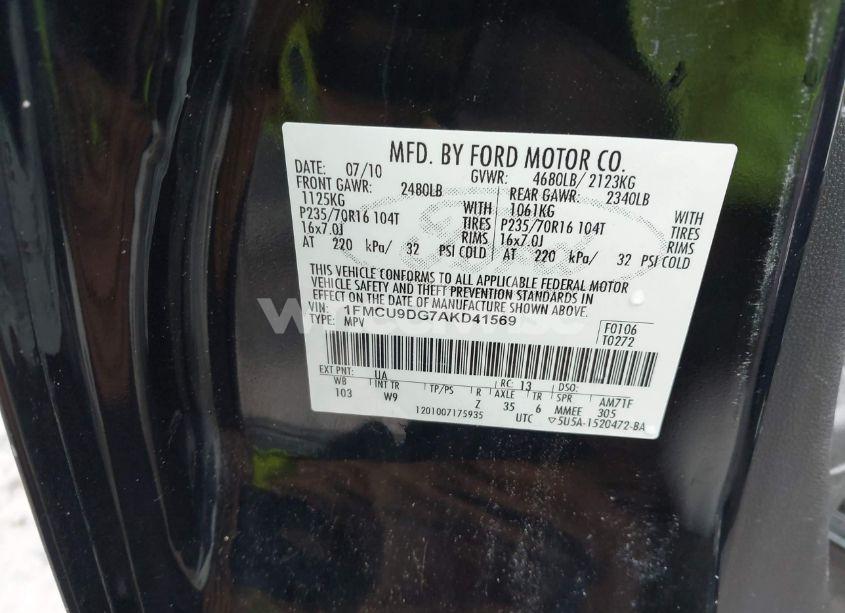 MFD. BY FORD MOTOR CO.
DATE: 07/10 GVWR: 4680LB/ 2123KG
FRONT GAWR: 2480LB REAR GAWR: 2340LB
1125KG WITH 1061KG WITH
P235/70R16 104T TIRES P235/70R16 104T TIRES
16x7.0J RIMS 16x7.0J RIMS
AT 220 kPa/ 32 PSI COLD AT 220 kPa/ 32 PSI COLD
THIS VEHICLE CONFORMS TO ALL APPLICABLE FEDERAL MOTOR
VEHICLE SAFETY AND THEFT PREVENTION STANDARDS IN
EFFECT ON THE DATE OF MANUFACTURE SHOWN ABOVE.
VIN: 1FMCU9DG7AKD41569 F0106
TYPE: MPV T0272
EXT PNT: UA RC: 13 DSO:
WB INT TR TP/PS R AXLE TR SPR AM71F
103 W9 7 35 6 MMEE 305
1201007175935 UTC ▽5U5A-1520472-BA